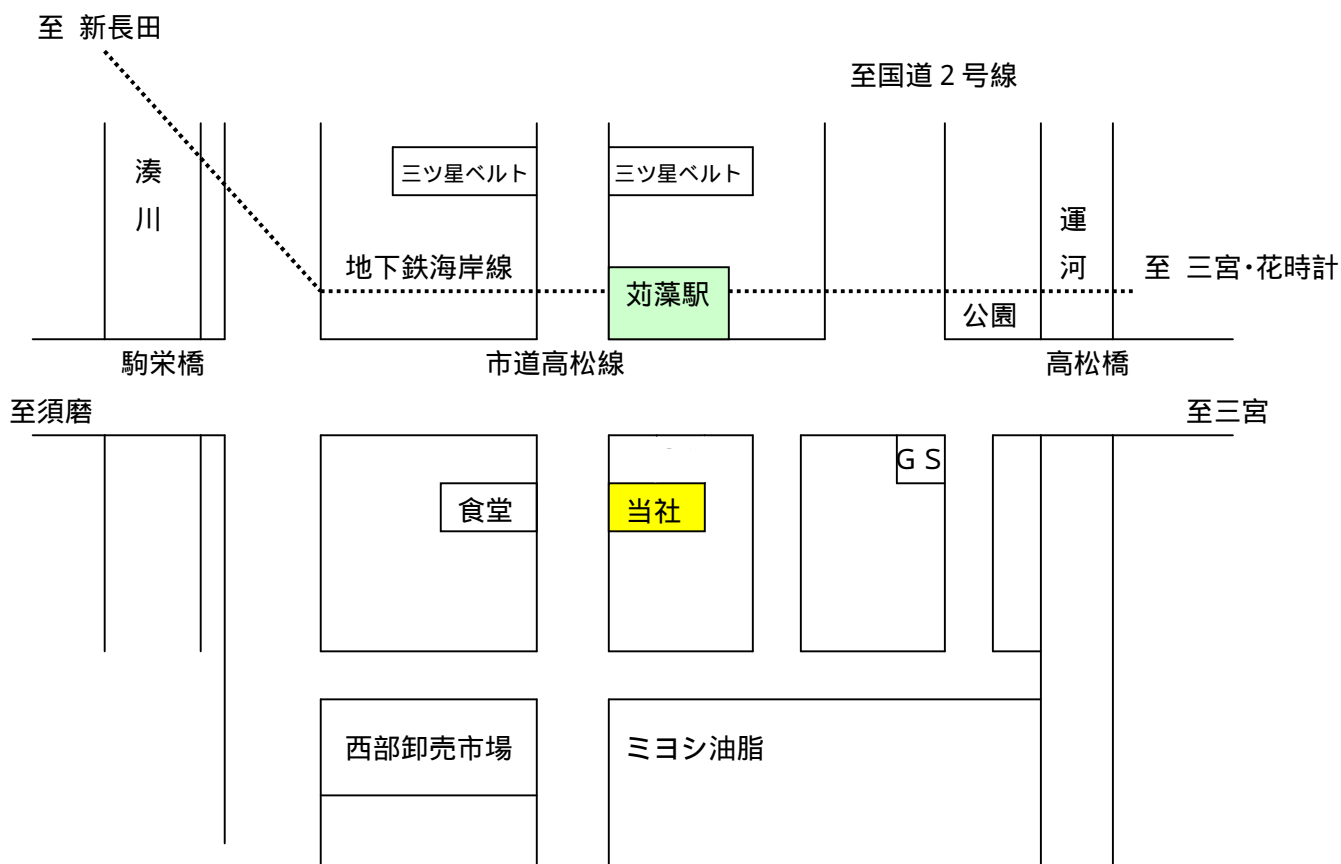 至 新長田
至国道2号線
湊川
三ツ星ベルト
三ツ星ベルト
運河
地下鉄海岸線
苅藻駅
至 三宮・花時計
公園
駒栄橋
市道高松線
高松橋
至須磨
至三宮
GS
食堂
当社
西部卸売市場
ミヨシ油脂